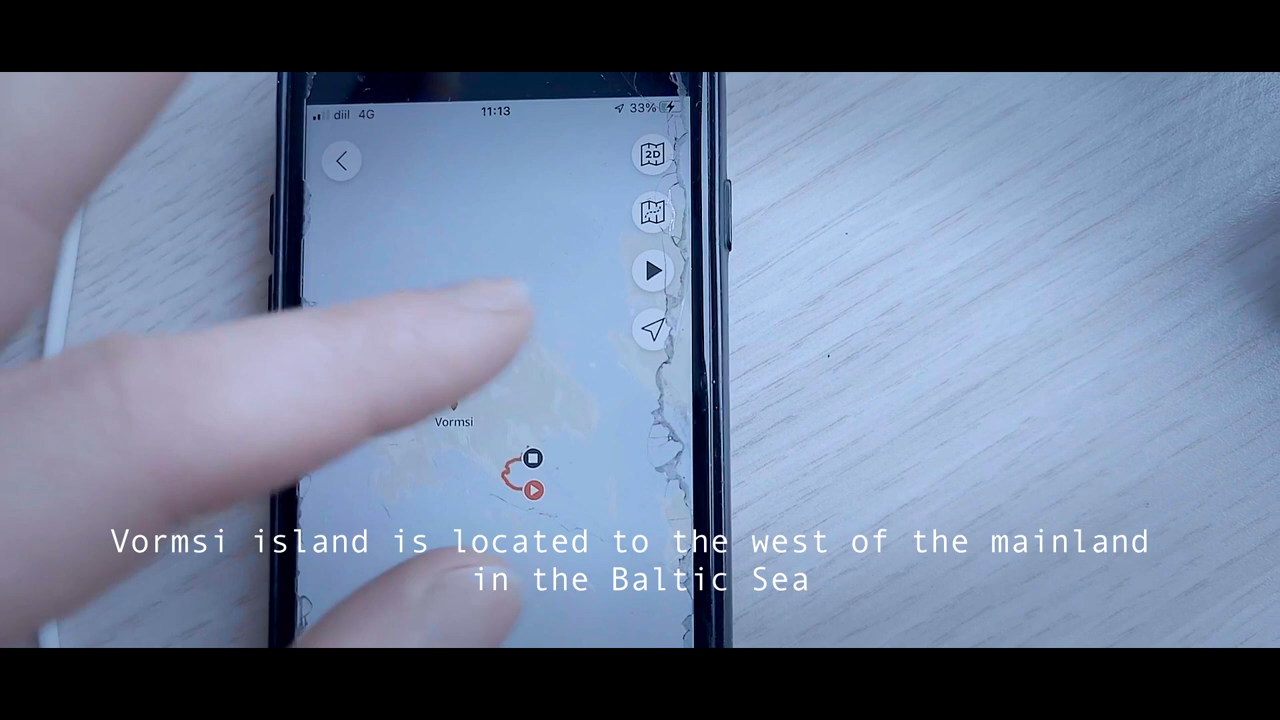 diil 4G 11:13 33%
2D
Vormsi
Vormsi island is located to the west of the mainland
in the Baltic Sea